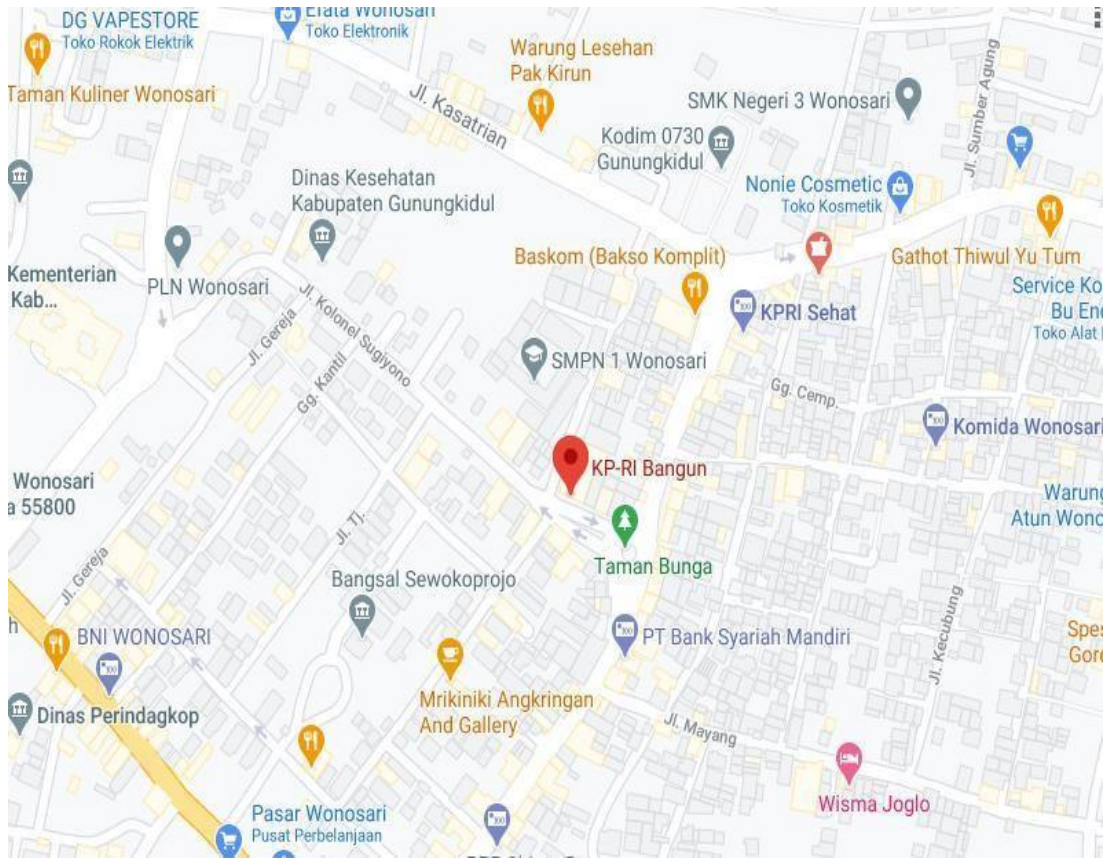 DG VAPESTORE
Toko Rokok Elektrik
Taman Kuliner Wonosari
Erata Wonosari
Toko Elektronik
Warung Lesehan
Pak Kirun
Jl. Kasatrian
SMK Negeri 3 Wonosari
Jl. Sumber Agung
Kodim 0730
Gunungkidul
Dinas Kesehatan
Kabupaten Gunungkidul
Nonie Cosmetic
Toko Kosmetik
Baskom (Bakso Komplit)
Gathot Thiwul Yu Tum
Kementerian
Kab...
PLN Wonosari
Service Ko
Bu En
Toko Alat
KPRI Sehat
Jl. Kolonel Sugiyono
Jl. Gereja
Gg. Kantil
SMPN 1 Wonosari
Gg. Cemp.
Komida Wonosari
KP-RI Bangun
Wonosari
a 55800
Warung
Atun Wono
Jl. Tj.
Taman Bunga
Jl. Gereja
Bangsal Sewokoprojo
h
BNI WONOSARI
PT Bank Syariah Mandiri
Jl. Kecubung
Spes
Gore
Mrikiniki Angkringan
And Gallery
Dinas Perindagkop
Jl. Mayang
Wisma Joglo
Pasar Wonosari
Pusat Perbelanjaan